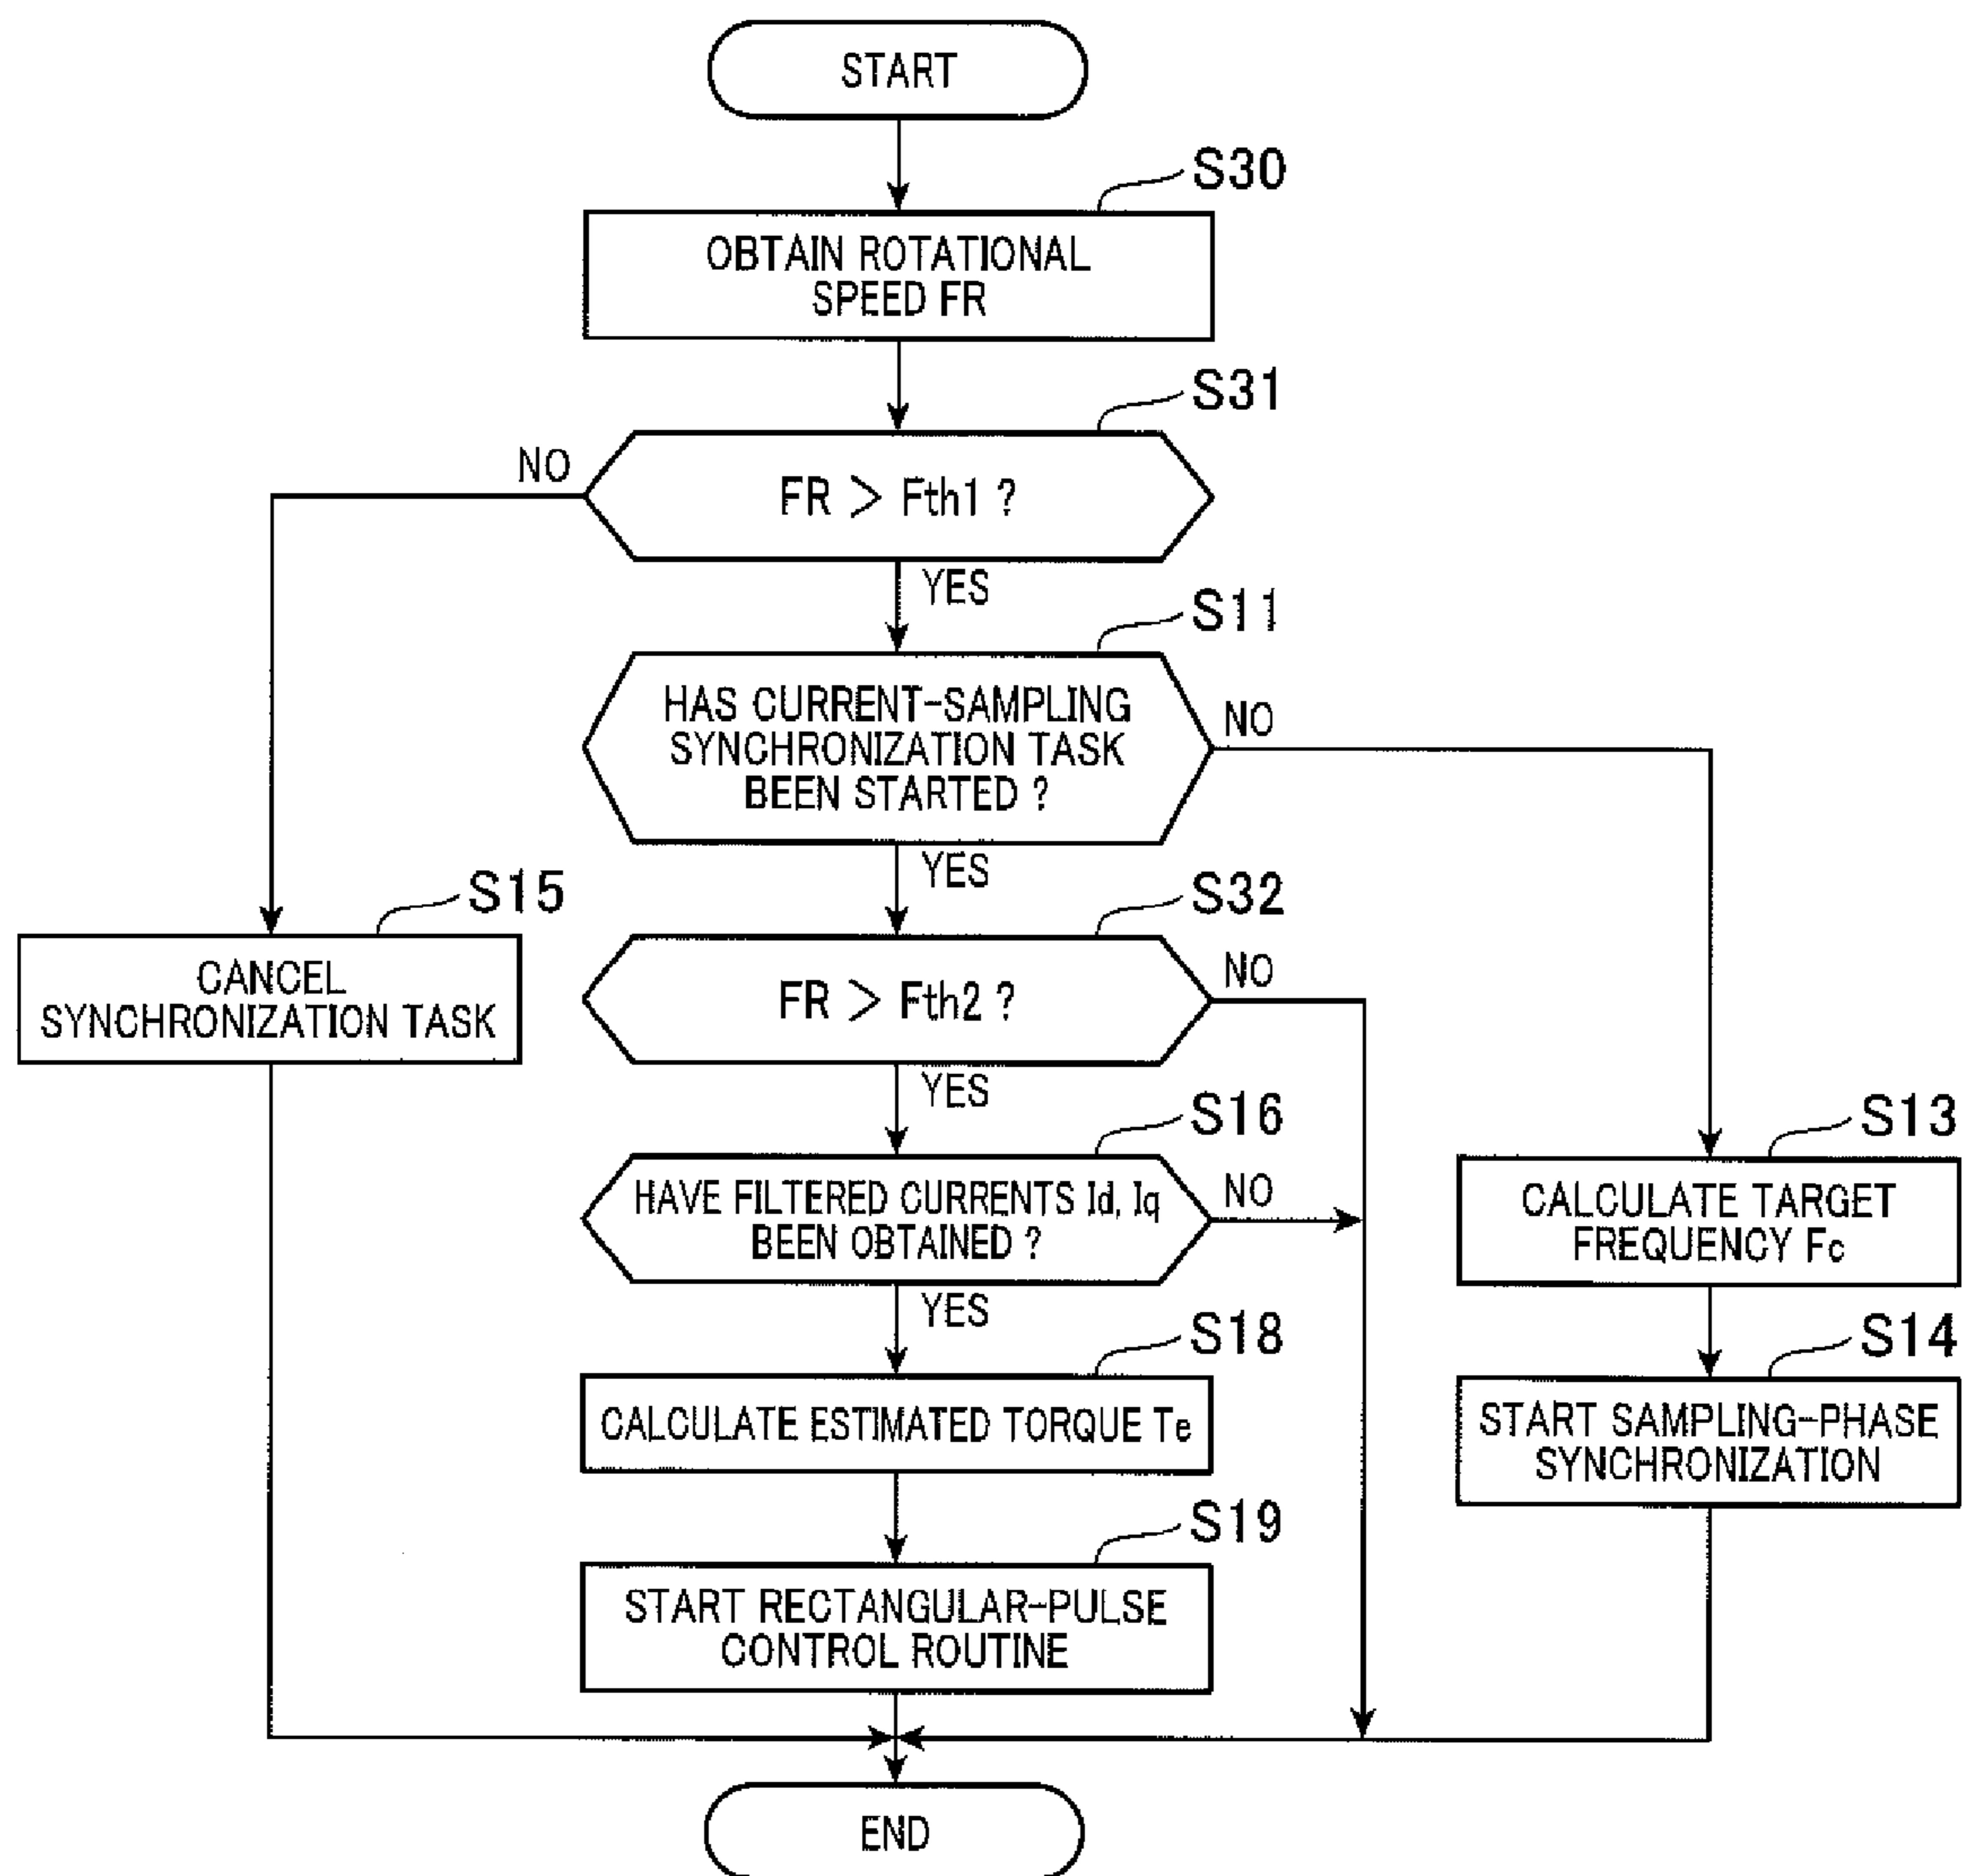 START
S30
OBTAIN ROTATIONAL
SPEED FR
S31
NO
FR > Fth1 ?
YES
S11
HAS CURRENT-SAMPLING
SYNCHRONIZATION TASK
BEEN STARTED ?
NO
YES
S15
CANCEL
SYNCHRONIZATION TASK
S32
FR > Fth2 ?
NO
YES
S16
HAVE FILTERED CURRENTS Id, Iq
BEEN OBTAINED ?
NO
YES
S13
CALCULATE TARGET
FREQUENCY Fc
S18
CALCULATE ESTIMATED TORQUE Te
S14
START SAMPLING-PHASE
SYNCHRONIZATION
S19
START RECTANGULAR-PULSE
CONTROL ROUTINE
END